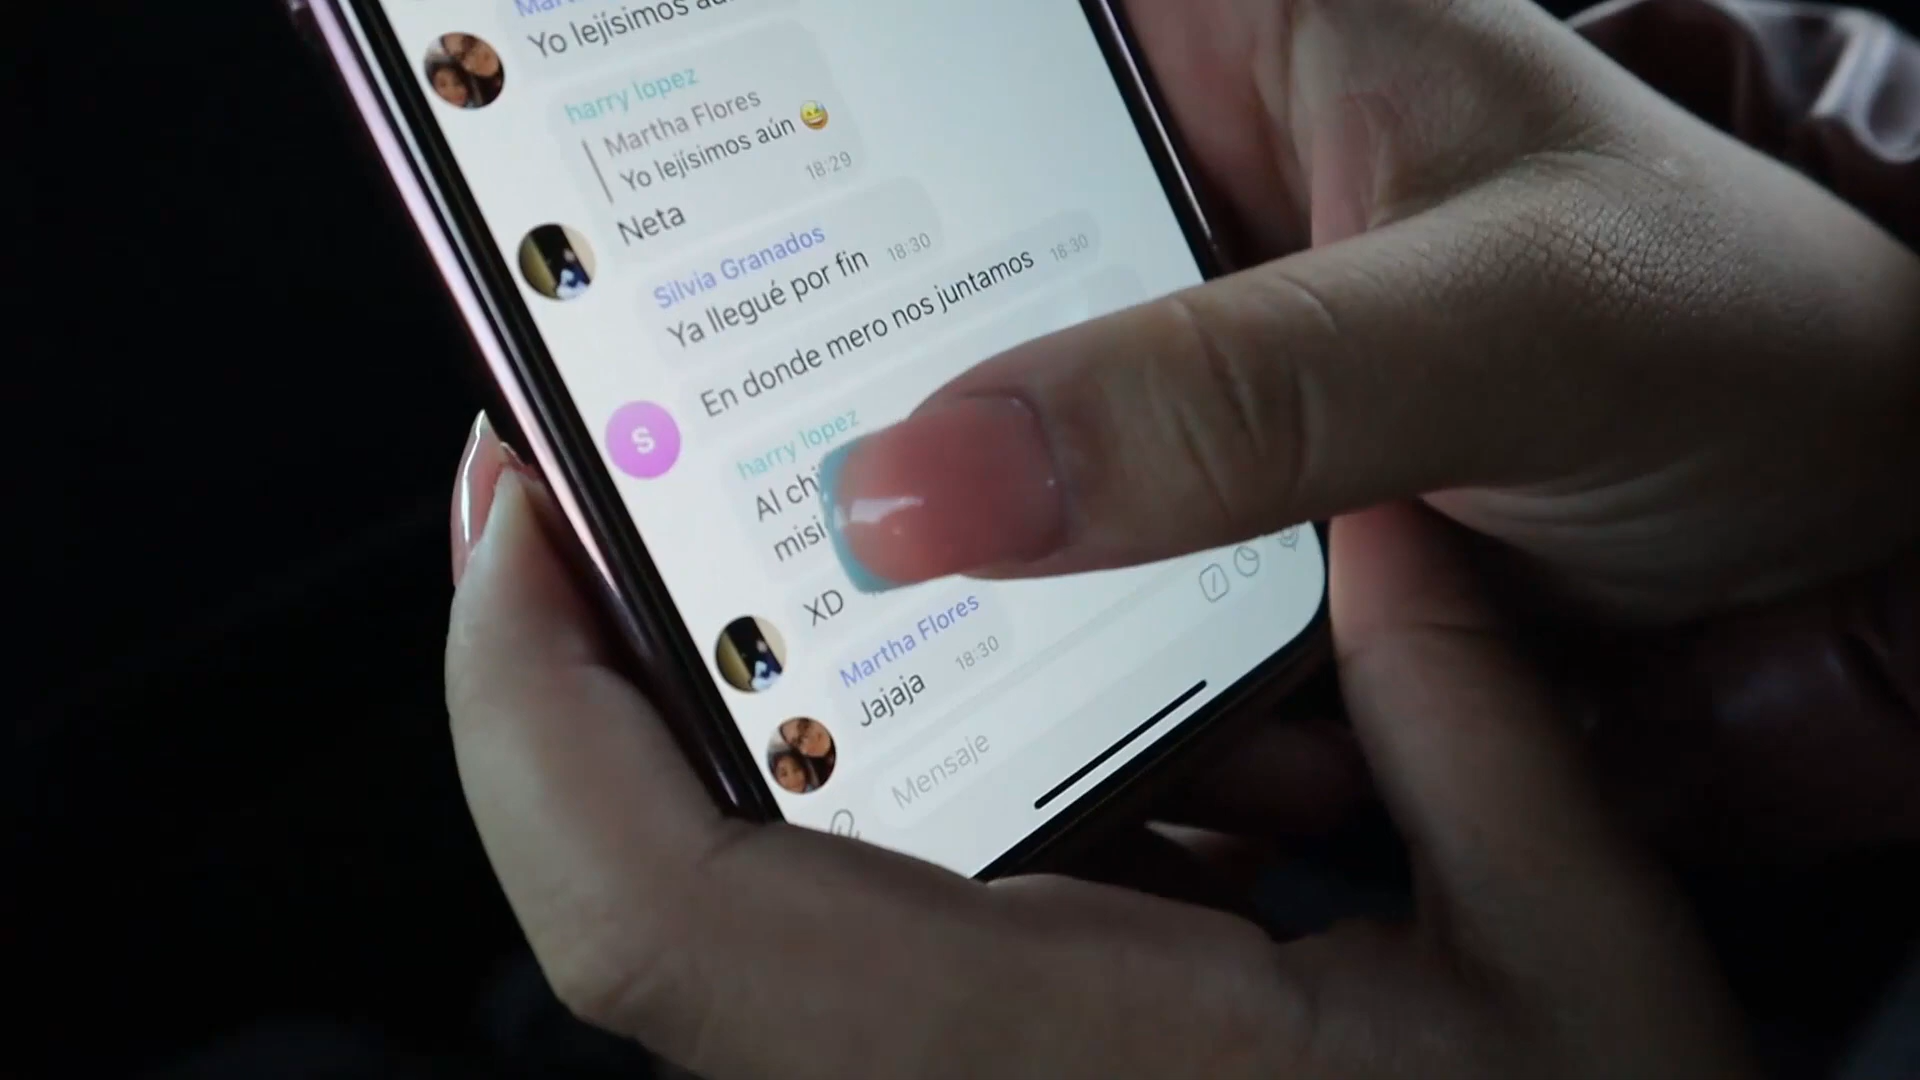 Yo lejísimos
harry lopez
Martha Flores
Yo lejísimos aún 😅
18:29
Neta
Silvia Granados
Ya llegué por fin 18:30
En donde mero nos juntamos 18:30
S
harry lopez
Al
XD
Martha Flores
Jajaja 18:30
Mensaje